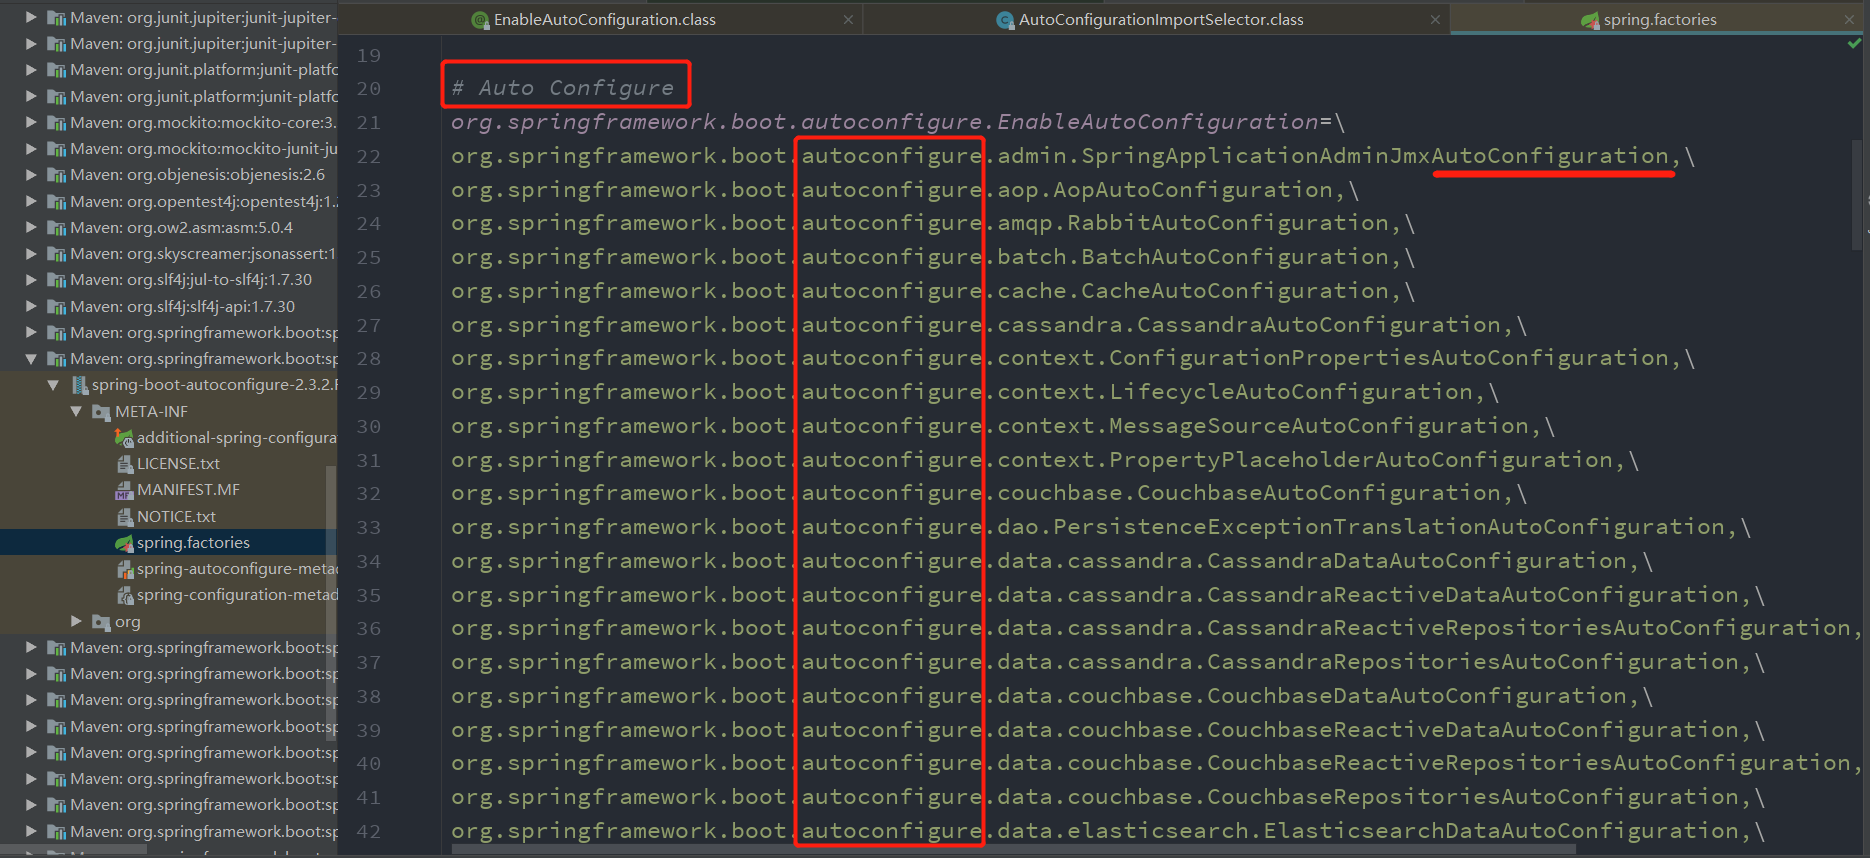 Maven: org.junit.jupiter:junit-jupiter-
Maven: org.junit.jupiter:junit-jupiter-
Maven: org.junit.platform:junit-platfo
Maven: org.junit.platform:junit-platfo
Maven: org.mockito:mockito-core:3.
Maven: org.mockito:mockito-junit-ju
Maven: org.objenesis:objenesis:2.6
Maven: org.opentest4j:opentest4j:1.2
Maven: org.ow2.asm:asm:5.0.4
Maven: org.skyscreamer:jsonassert:1
Maven: org.slf4j:jul-to-slf4j:1.7.30
Maven: org.slf4j:slf4j-api:1.7.30
Maven: org.springframework.boot:sp
Maven: org.springframework.boot:sp
spring-boot-autoconfigure-2.3.2.R
META-INF
additional-spring-configura
LICENSE.txt
MANIFEST.MF
NOTICE.txt
spring.factories
spring-autoconfigure-metad
spring-configuration-metad
org
Maven: org.springframework.boot:sp
Maven: org.springframework.boot:sp
Maven: org.springframework.boot:sp
Maven: org.springframework.boot:sp
Maven: org.springframework.boot:sp
Maven: org.springframework.boot:sp
Maven: org.springframework.boot:sp
Maven: org.springframework.boot:sp
EnableAutoConfiguration.class
AutoConfigurationImportSelector.class
spring.factories
19
20 # Auto Configure
21 org.springframework.boot.autoconfigure.EnableAutoConfiguration=\
22 org.springframework.boot.autoconfigure.admin.SpringApplicationAdminJmxAutoConfiguration,\
23 org.springframework.boot.autoconfigure.aop.AopAutoConfiguration,\
24 org.springframework.boot.autoconfigure.amqp.RabbitAutoConfiguration,\
25 org.springframework.boot.autoconfigure.batch.BatchAutoConfiguration,\
26 org.springframework.boot.autoconfigure.cache.CacheAutoConfiguration,\
27 org.springframework.boot.autoconfigure.cassandra.CassandraAutoConfiguration,\
28 org.springframework.boot.autoconfigure.context.ConfigurationPropertiesAutoConfiguration,\
29 org.springframework.boot.autoconfigure.context.LifecycleAutoConfiguration,\
30 org.springframework.boot.autoconfigure.context.MessageSourceAutoConfiguration,\
31 org.springframework.boot.autoconfigure.context.PropertyPlaceholderAutoConfiguration,\
32 org.springframework.boot.autoconfigure.couchbase.CouchbaseAutoConfiguration,\
33 org.springframework.boot.autoconfigure.dao.PersistenceExceptionTranslationAutoConfiguration,\
34 org.springframework.boot.autoconfigure.data.cassandra.CassandraDataAutoConfiguration,\
35 org.springframework.boot.autoconfigure.data.cassandra.CassandraReactiveDataAutoConfiguration,\
36 org.springframework.boot.autoconfigure.data.cassandra.CassandraReactiveRepositoriesAutoConfiguration,
37 org.springframework.boot.autoconfigure.data.cassandra.CassandraRepositoriesAutoConfiguration,\
38 org.springframework.boot.autoconfigure.data.couchbase.CouchbaseDataAutoConfiguration,\
39 org.springframework.boot.autoconfigure.data.couchbase.CouchbaseReactiveDataAutoConfiguration,\
40 org.springframework.boot.autoconfigure.data.couchbase.CouchbaseReactiveRepositoriesAutoConfiguration,
41 org.springframework.boot.autoconfigure.data.couchbase.CouchbaseRepositoriesAutoConfiguration,\
42 org.springframework.boot.autoconfigure.data.elasticsearch.ElasticsearchDataAutoConfiguration,\